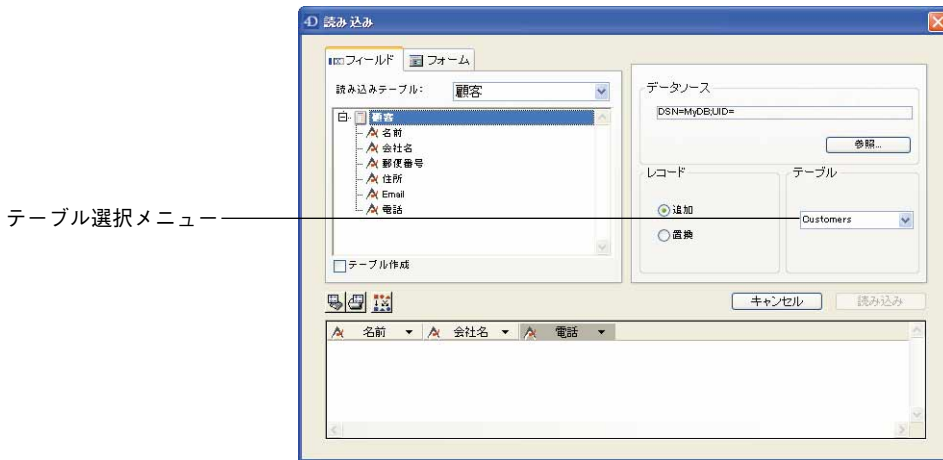 4D 読み込み
フィールド フォーム
読み込みテーブル: 顧客
顧客
名前
会社名
郵便番号
住所
Email
電話
テーブル作成
データソース
DSN=MyDB;UID=
参照...
レコード
追加
置換
テーブル
Customers
テーブル選択メニュー
キャンセル 読み込み
名前 会社名 電話